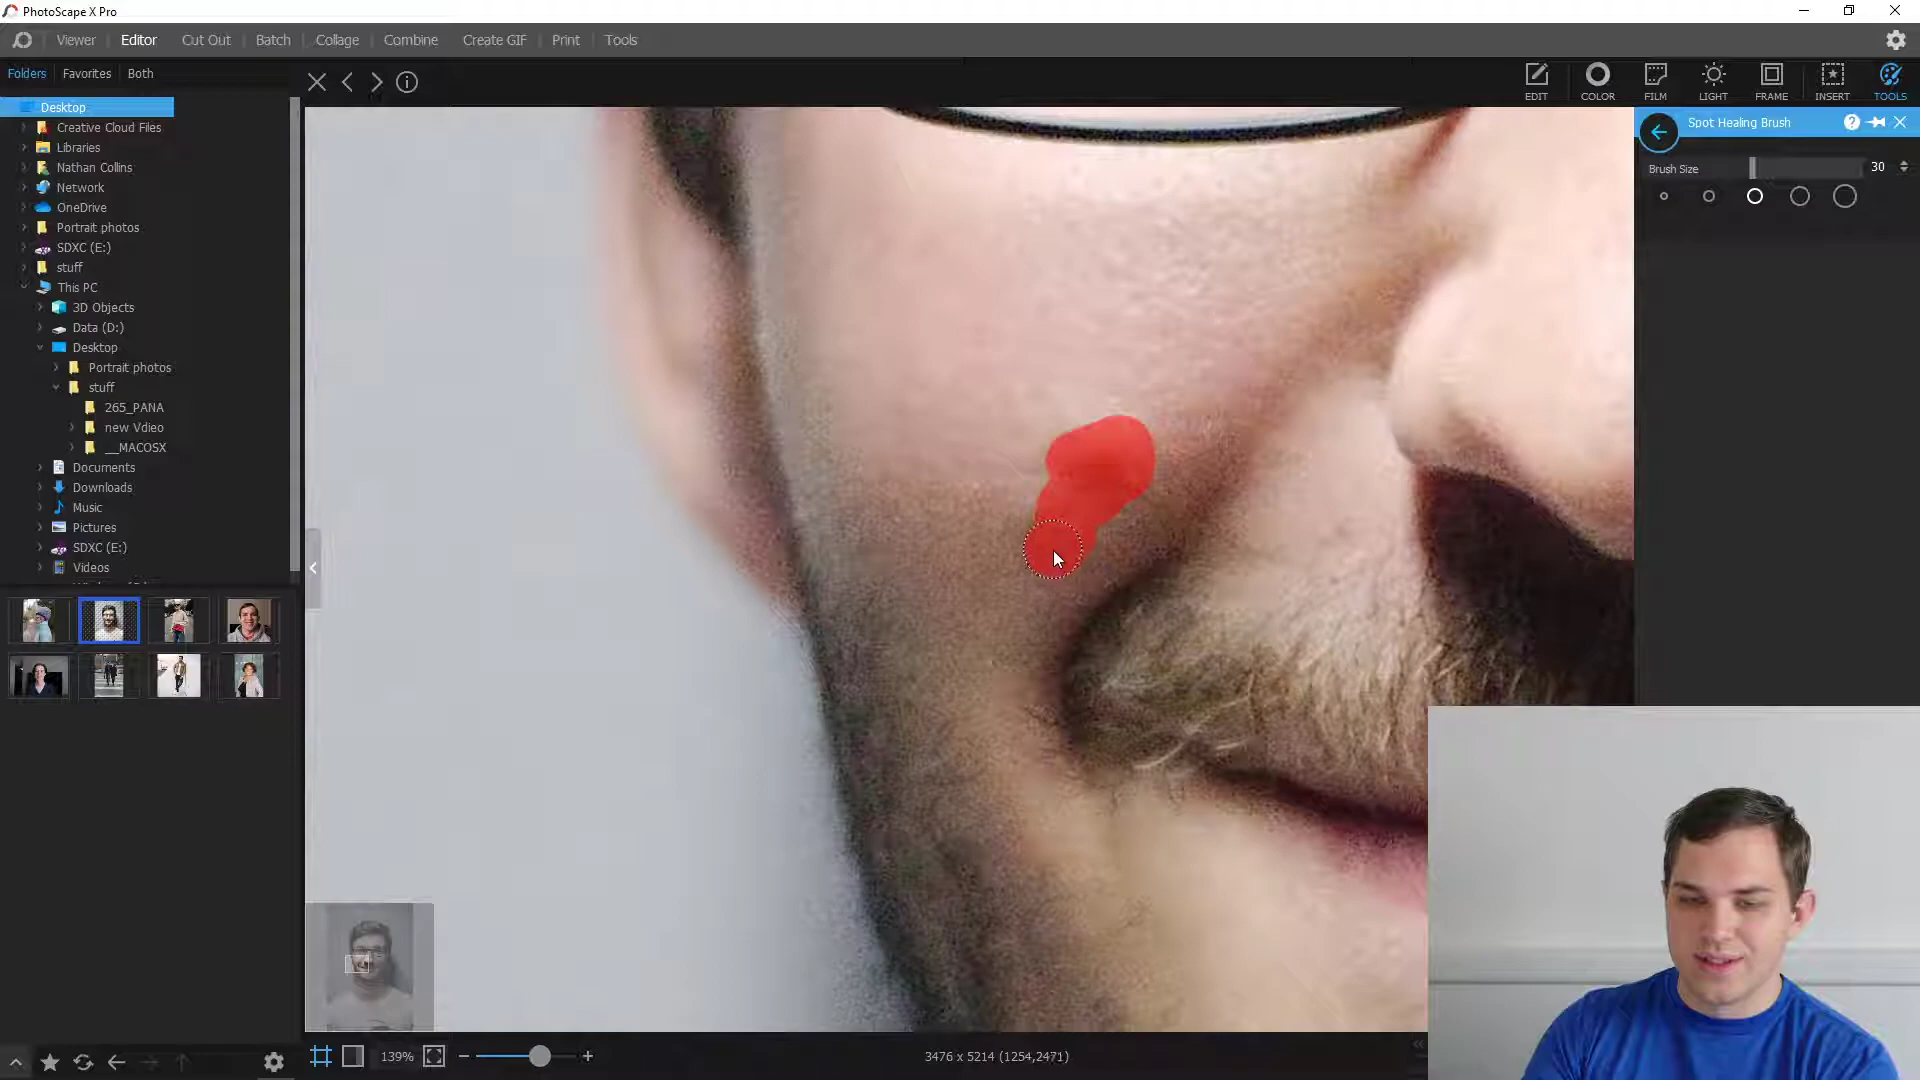 PhotoScape X Pro
Viewer Editor Cut Out Batch Collage Combine Create GIF Print Tools
Folders Favorites Both
EDIT COLOR FILM LIGHT FRAME INSERT TOOLS
Desktop
Creative Cloud Files
Libraries
Nathan Collins
Network
OneDrive
Portrait photos
SDXC (E:)
stuff
This PC
3D Objects
Data (D:)
Desktop
Portrait photos
stuff
265_PANA
new Vdieo
__MACOSX
Documents
Downloads
Music
Pictures
SDXC (E:)
Videos
Spot Healing Brush
Brush Size 30
139%
3476 x 5214 (1254,2471)